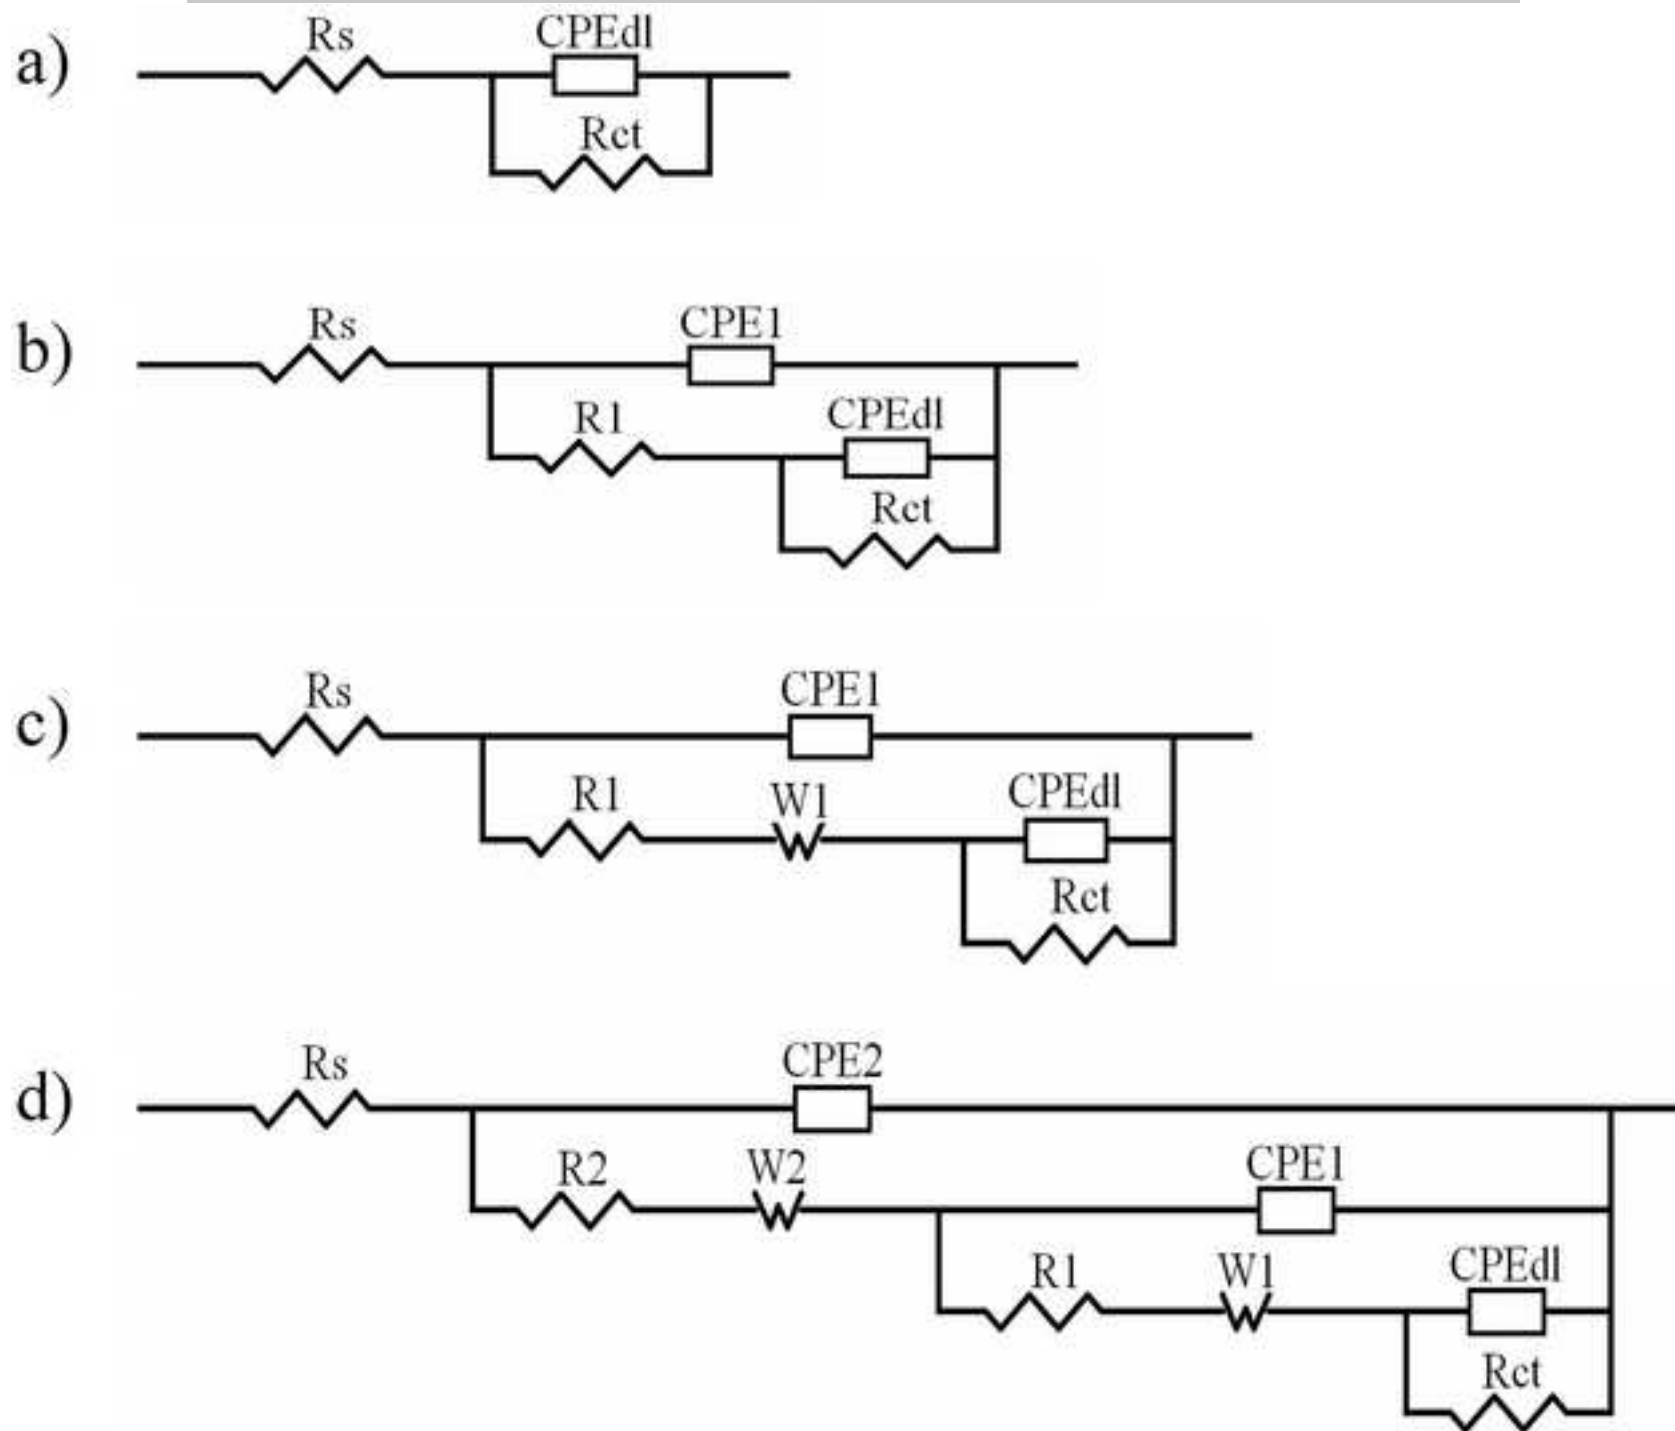 a)
Rs
CPEdl
Rct
b)
Rs
CPE1
R1
CPEdl
Rct
c)
Rs
CPE1
R1
W1
CPEdl
Rct
d)
Rs
CPE2
R2
W2
CPE1
R1
W1
CPEdl
Rct